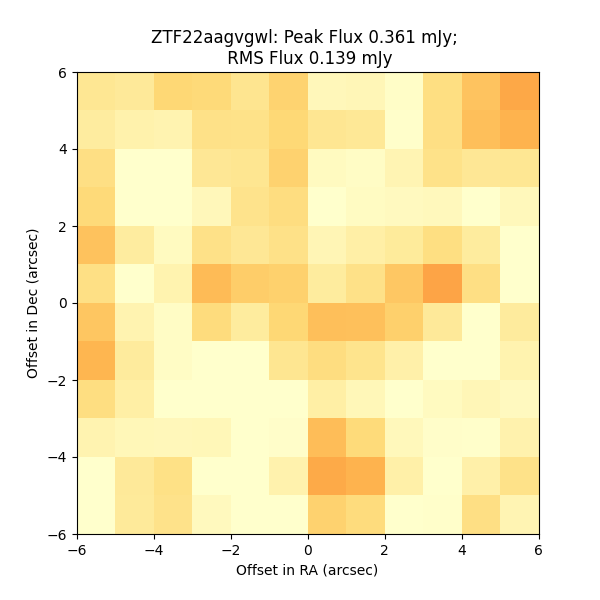 ZTF22aagvgwl: Peak Flux 0.361 mJy;
RMS Flux 0.139 mJy
6
4
2
0
−2
−4
−6
Offset in Dec (arcsec)
−6 −4 −2 0 2 4 6
Offset in RA (arcsec)